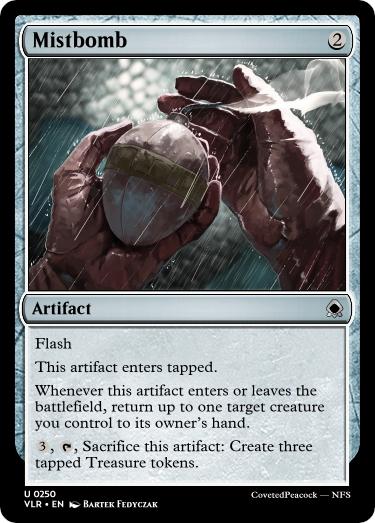 Mistbomb 2
Artifact
Flash
This artifact enters tapped.
Whenever this artifact enters or leaves the
battlefield, return up to one target creature
you control to its owner's hand.
3, , Sacrifice this artifact: Create three
tapped Treasure tokens.
U 0250
VLR • EN Bartek Fedyczak
CovetedPeacock — NFS